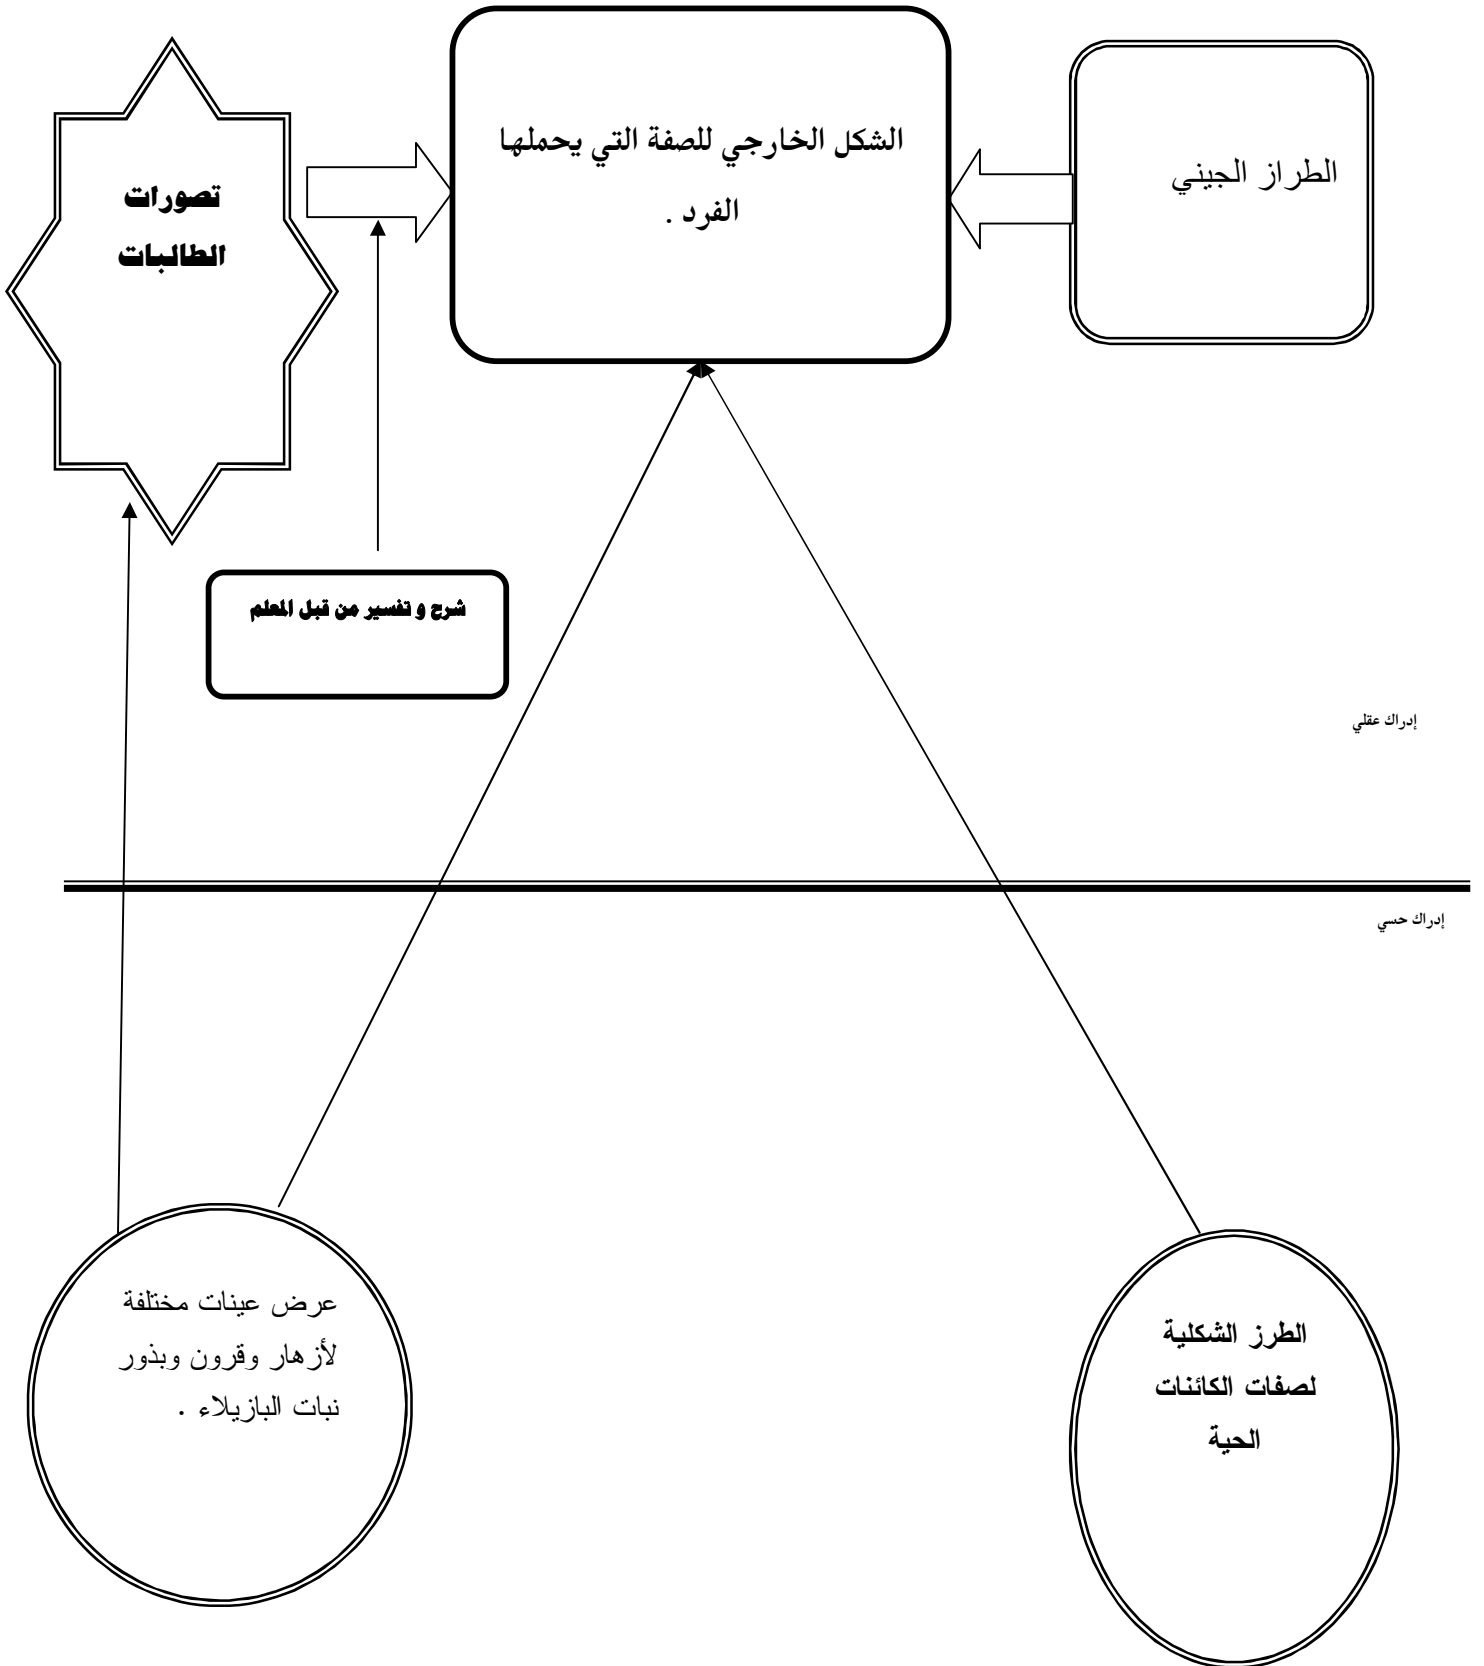 الطراز الجيني
الشكل الخارجي للصفة التي يحملها
الفرد .
تصورات
الطالبات
شرح و تفسير من قبل المعلم
إدراك عقلي
إدراك حسي
الطرز الشكلية
لصفات الكائنات
الحية
عرض عينات مختلفة
لأزهار وقرون وبذور
نبات البازيلاء .